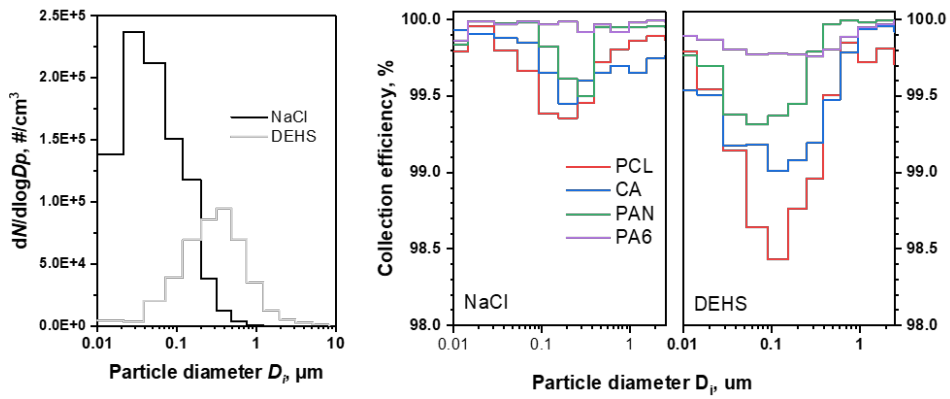 2.5E+5
2.0E+5
1.5E+5
1.0E+5
5.0E+4
0.0E+0
dN/dlogDp, #/cm3
NaCl
DEHS
0.01
0.1
1
10
Particle diameter Di, µm
100.0
99.5
99.0
98.5
98.0
Collection efficiency, %
PCL
CA
PAN
PA6
NaCl
0.01
0.1
1
DEHS
0.01
0.1
1
100.0
99.5
99.0
98.5
98.0
Particle diameter Di, um